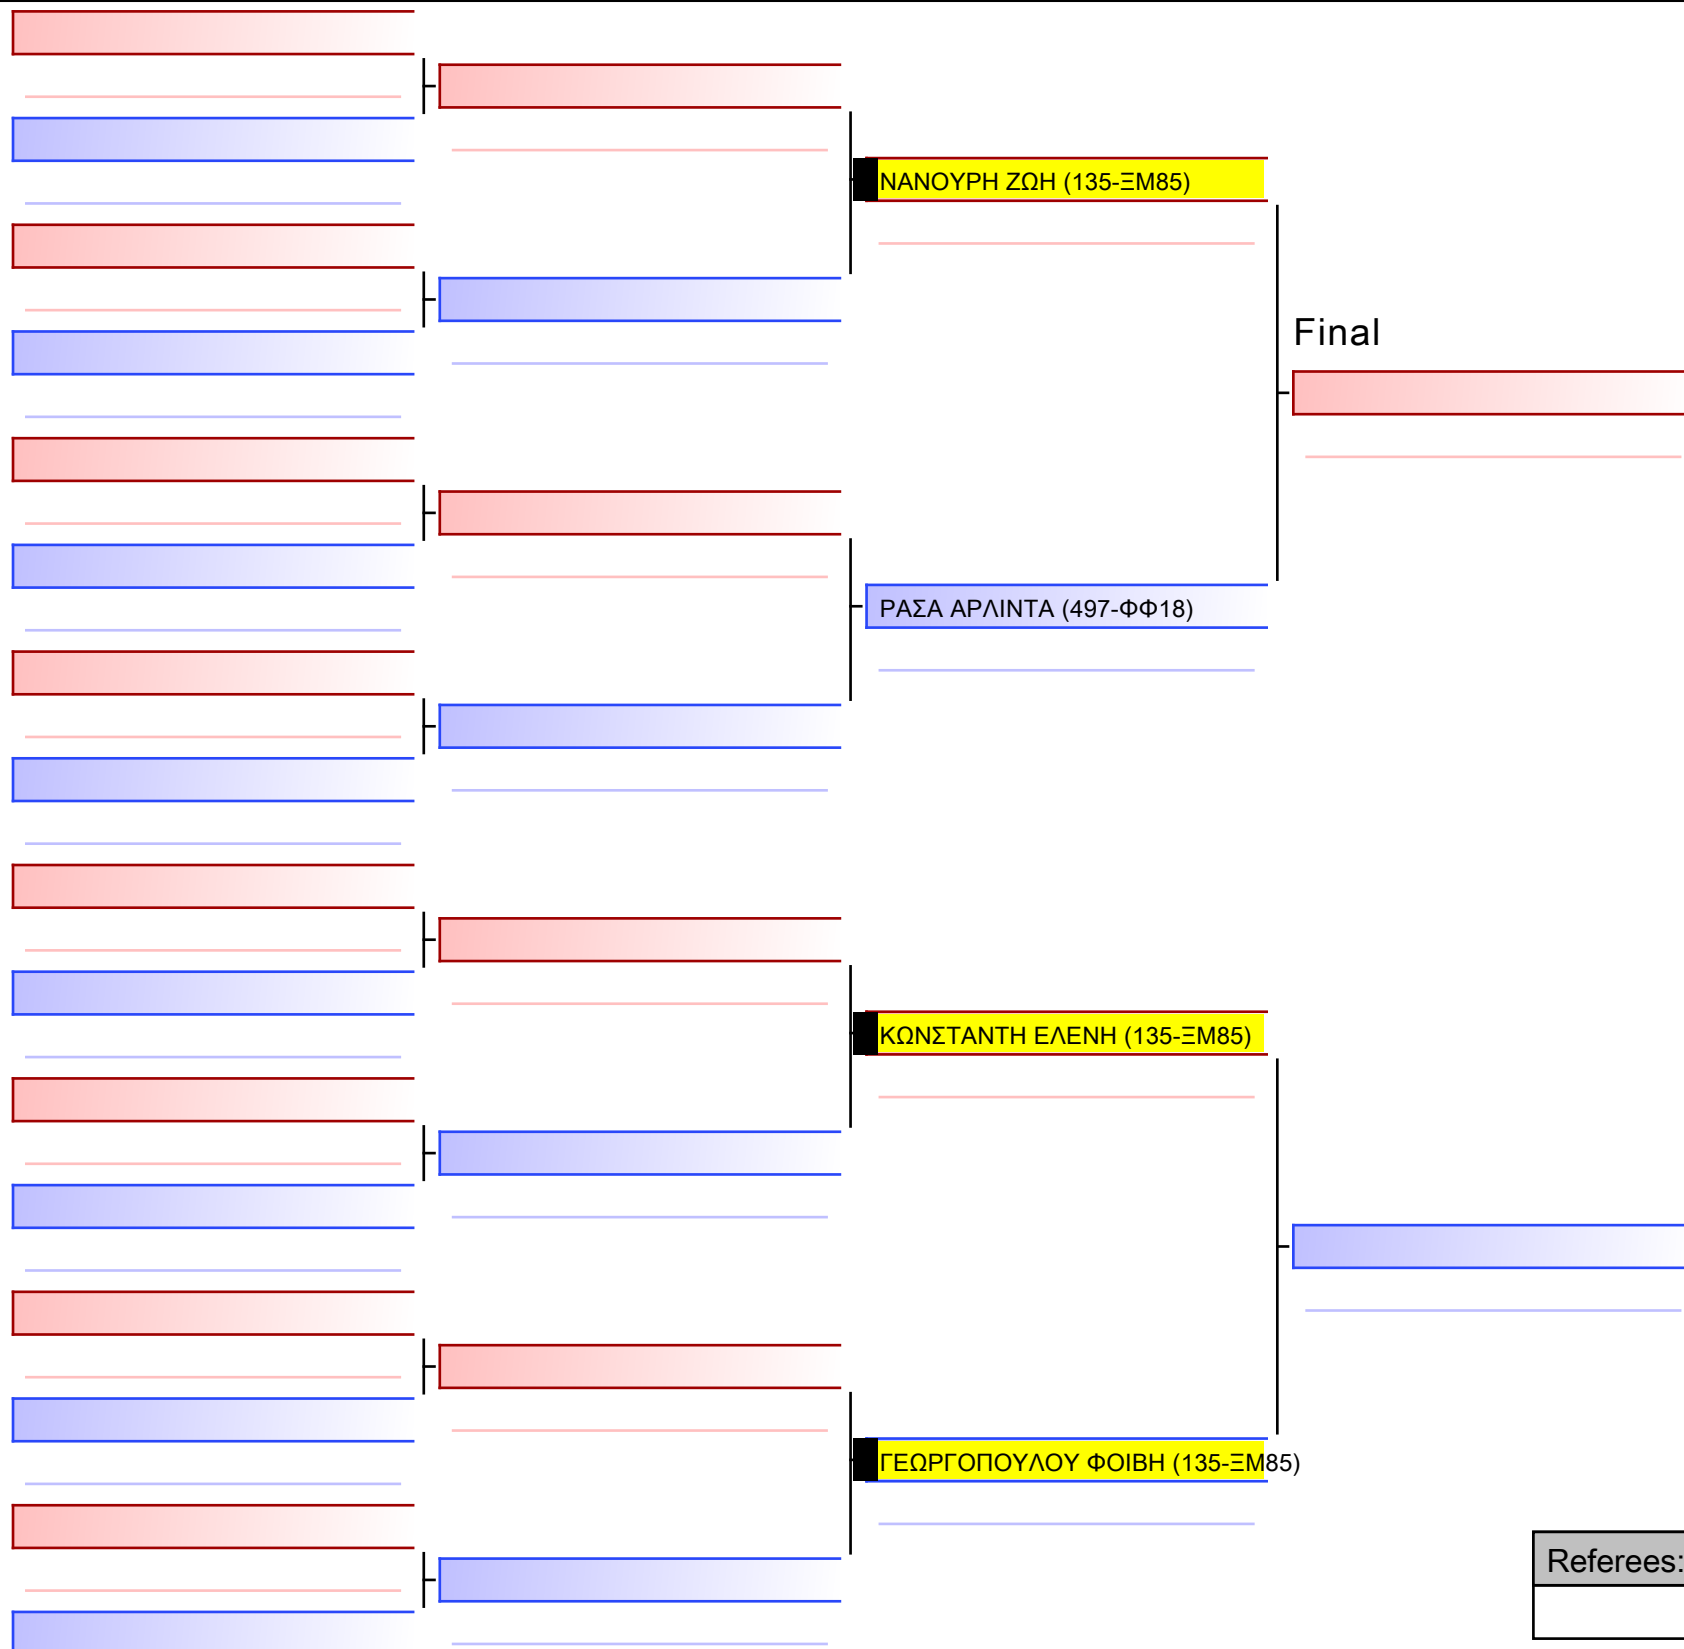 ΝΑΝΟΥΡΗ ΖΩΗ (135-ΞΜ85)
Final
ΡΑΣΑ ΑΡΛΙΝΤΑ (497-ΦΦ18)
ΚΩΝΣΤΑΝΤΗ ΕΛΕΝΗ (135-ΞΜ85)
ΓΕΩΡΓΟΠΟΥΛΟΥ ΦΟΙΒΗ (135-ΞΜ85)
Referees: